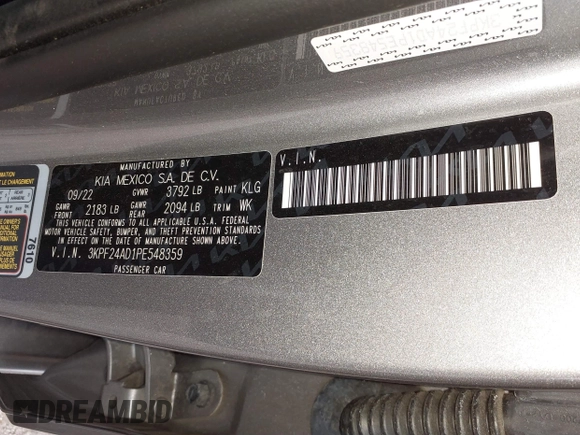 MANUFACTURED BY
KIA MEXICO S.A. DE C.V.
09/22 GVWR 3792 LB PAINT KLG
GAWR FRONT 2183 LB GAWR REAR 2094 LB TRIM WK
THIS VEHICLE CONFORMS TO ALL APPLICABLE U.S.A. FEDERAL
MOTOR VEHICLE SAFETY, BUMPER, AND THEFT PREVENTION STANDARDS
IN EFFECT ON THE DATE OF MANUFACTURE SHOWN ABOVE.
V.I.N. 3KPF24AD1PE548359
PASSENGER CAR
V.I.N.
7610
DREAMBID